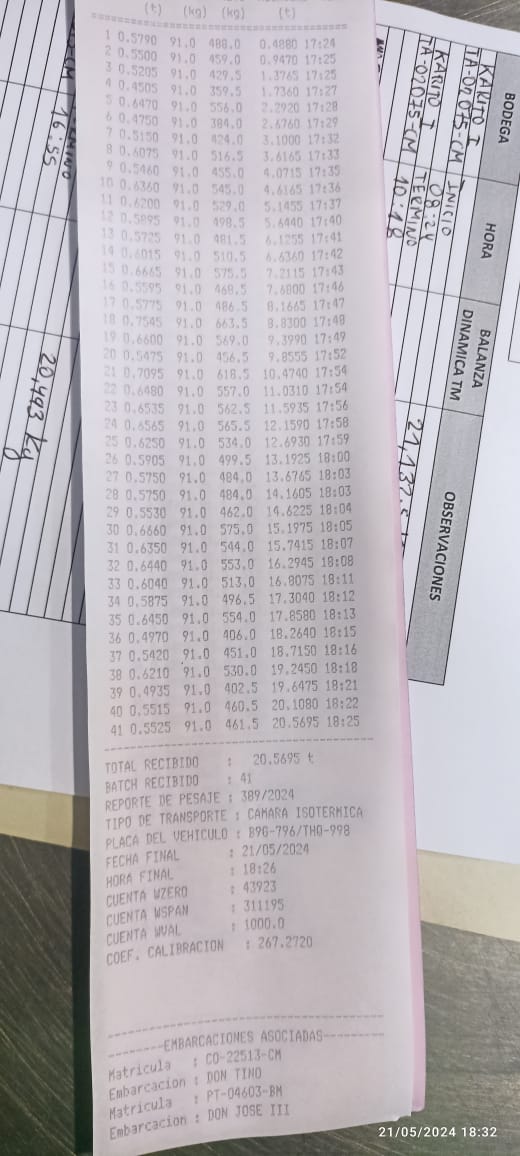 (t) (kg) (kg) (t)
1 0.5790 91.0 488.0 0.4880 17:24
2 0.5500 91.0 459.0 0.9470 17:25
3 0.5205 91.0 429.5 1.3765 17:25
4 0.4505 91.0 359.5 1.7360 17:27
5 0.6470 91.0 556.0 2.2920 17:28
6 0.4750 91.0 384.0 2.6760 17:29
7 0.5150 91.0 424.0 3.1000 17:32
8 0.6075 91.0 516.5 3.6165 17:33
9 0.5460 91.0 455.0 4.0715 17:35
10 0.6360 91.0 545.0 4.6165 17:36
11 0.6200 91.0 529.0 5.1455 17:37
12 0.5895 91.0 498.5 5.6440 17:40
13 0.5725 91.0 481.5 6.1255 17:41
14 0.6015 91.0 510.5 6.6360 17:42
15 0.6665 91.0 575.5 7.2115 17:43
16 0.5595 91.0 468.5 7.6800 17:46
17 0.5775 91.0 486.5 8.1665 17:47
18 0.7545 91.0 663.5 8.8300 17:48
19 0.6600 91.0 569.0 9.3990 17:49
20 0.5475 91.0 456.5 9.8555 17:52
21 0.7095 91.0 618.5 10.4740 17:54
22 0.6480 91.0 557.0 11.0310 17:54
23 0.6535 91.0 562.5 11.5935 17:56
24 0.6565 91.0 565.5 12.1590 17:58
25 0.6250 91.0 534.0 12.6930 17:59
26 0.5905 91.0 499.5 13.1925 18:00
27 0.5750 91.0 484.0 13.6765 18:03
28 0.5750 91.0 484.0 14.1605 18:03
29 0.5530 91.0 462.0 14.6225 18:04
30 0.6660 91.0 575.0 15.1975 18:05
31 0.6350 91.0 544.0 15.7415 18:07
32 0.6440 91.0 553.0 16.2945 18:08
33 0.6040 91.0 513.0 16.8075 18:11
34 0.5875 91.0 496.5 17.3040 18:12
35 0.6450 91.0 554.0 17.8580 18:13
36 0.4970 91.0 406.0 18.2640 18:15
37 0.5420 91.0 451.0 18.7150 18:16
38 0.6210 91.0 530.0 19.2450 18:18
39 0.4935 91.0 402.5 19.6475 18:21
40 0.5515 91.0 460.5 20.1080 18:22
41 0.5525 91.0 461.5 20.5695 18:25
TOTAL RECIBIDO : 20.5695 t
BATCH RECIBIDO : 41
REPORTE DE PESAJE : 389/2024
TIPO DE TRANSPORTE : CAMARA ISOTERMICA
PLACA DEL VEHICULO : B9G-796/THQ-998
FECHA FINAL : 21/05/2024
HORA FINAL : 18:26
CUENTA WZERO : 43923
CUENTA WSPAN : 311195
CUENTA WVAL : 1000.0
COEF. CALIBRACION : 267.2720
--------EMBARCACIONES ASOCIADAS--------
Matricula : CO-22513-CM
Embarcacion : DON TINO
Matricula : PT-04603-BM
Embarcacion : DON JOSE III
BODEGA HORA BALANZA DINAMICA TM OBSERVACIONES
KARITO I INICIO
TA-07075-CM 08:24
KARITO I TERMINO
TA-07075-CM 10:18
TERMINO
16:55
20,443 kg
21/05/2024 18:32